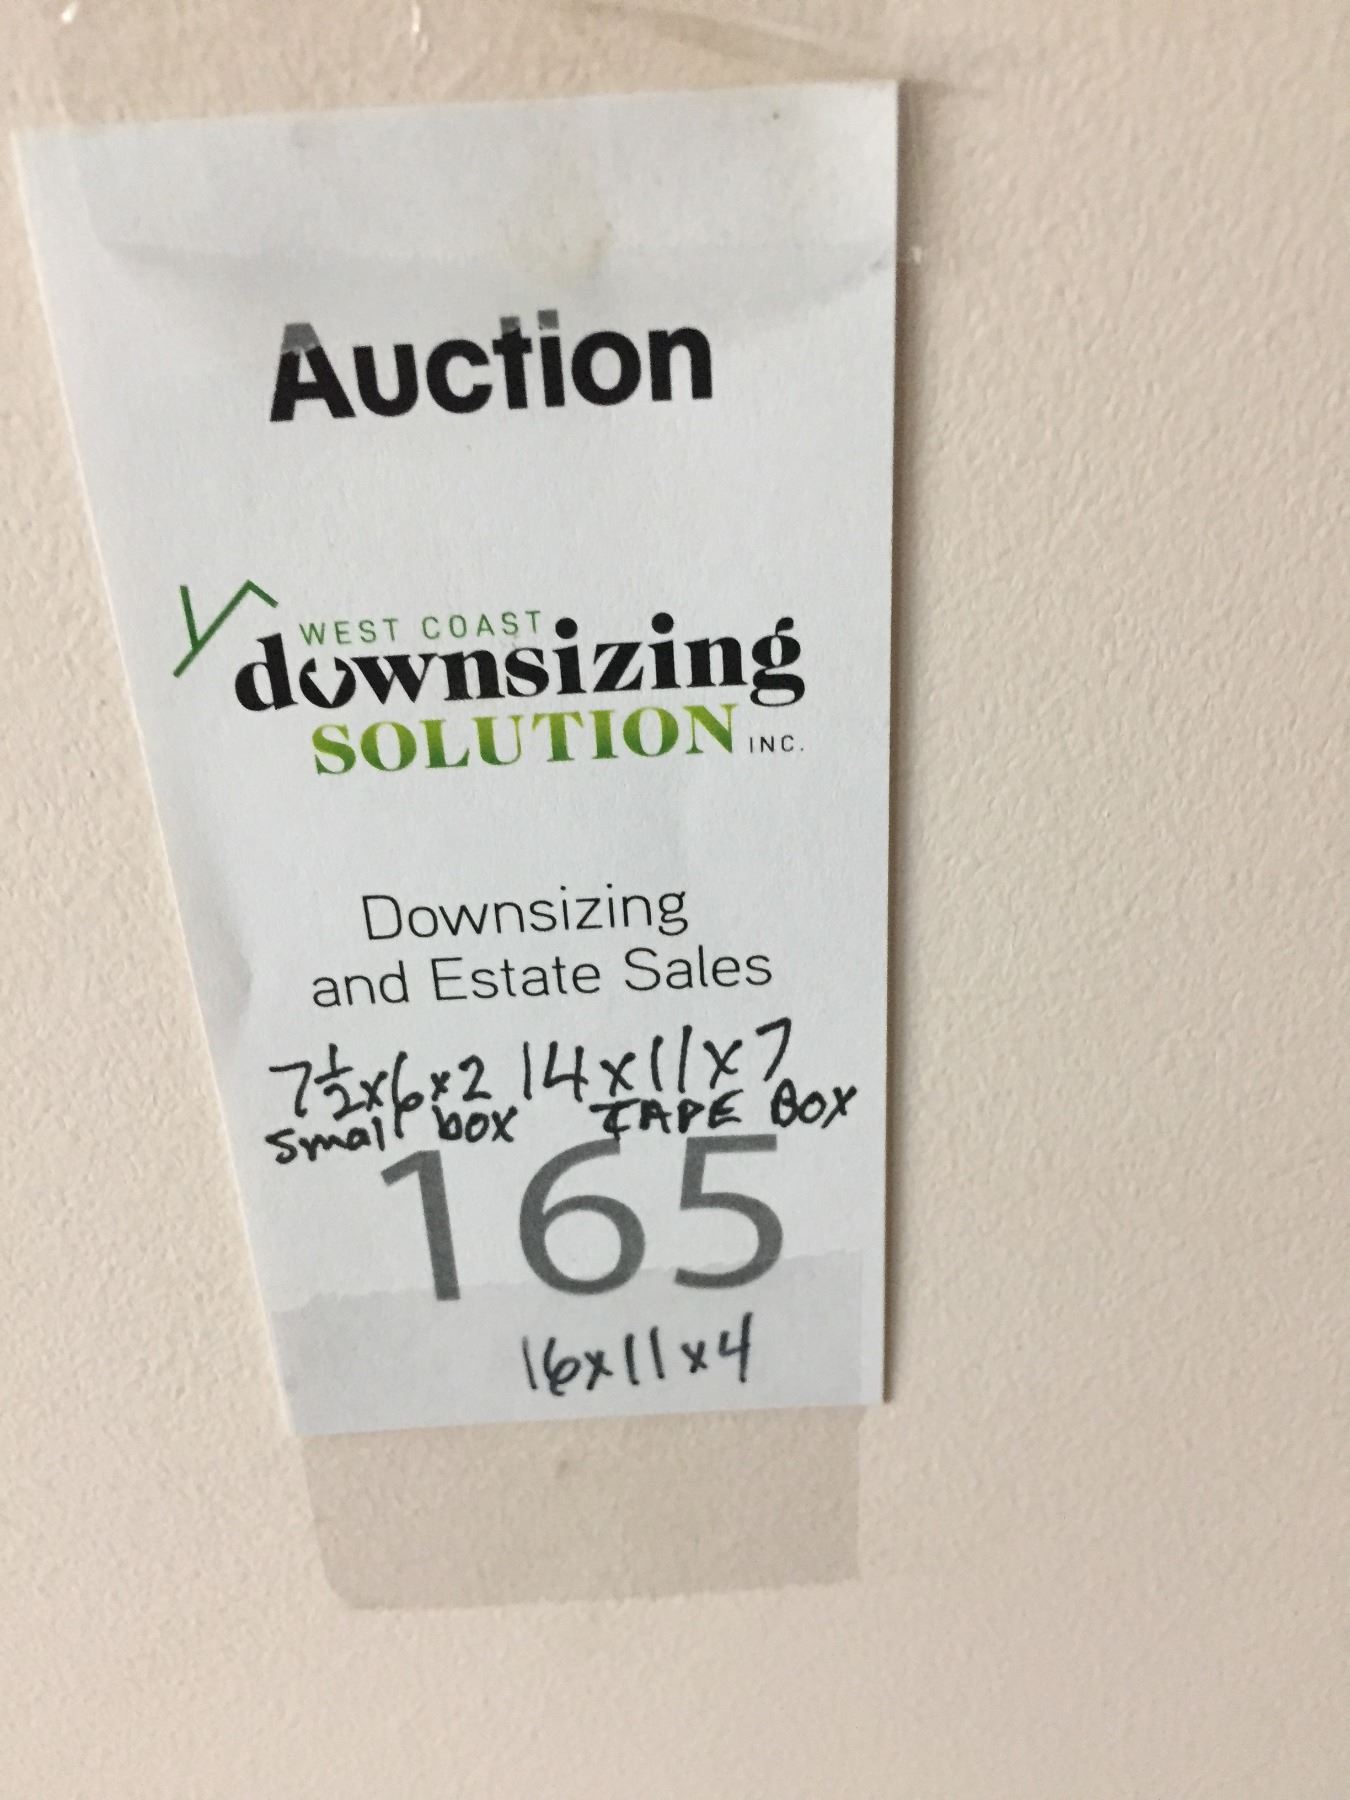 Auction
WEST COAST
downsizing
SOLUTION INC.
Downsizing
and Estate Sales
7½x6x2 14x11x7
small box TAPE BOX
165
16x11x4